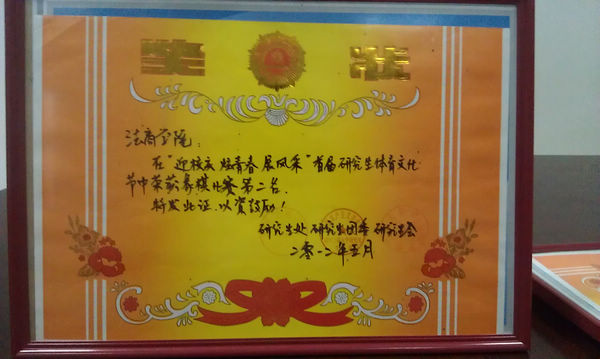 奖 状
法商学院：
在“迎校庆 炫青春 展风采”首届研究生体育文化
节中荣获象棋比赛第二名，
特发此证，以资鼓励！
研究生处 研究生团委 研究生会
二零一二年五月